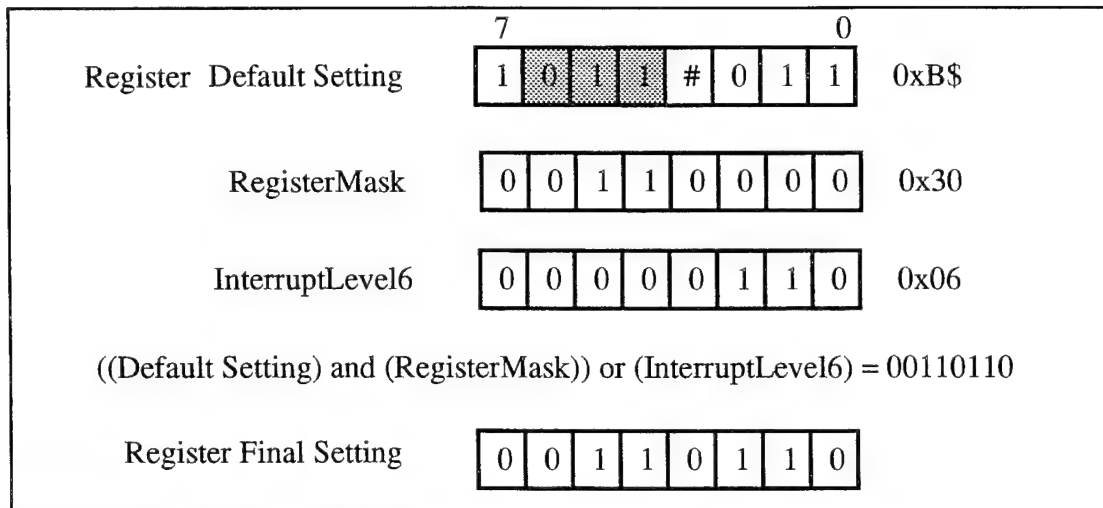 7 0
Register Default Setting 1 0 1 1 # 0 1 1 0xB$
RegisterMask 0 0 1 1 0 0 0 0 0x30
InterruptLevel6 0 0 0 0 0 1 1 0 0x06
((Default Setting) and (RegisterMask)) or (InterruptLevel6) = 00110110
Register Final Setting 0 0 1 1 0 1 1 0